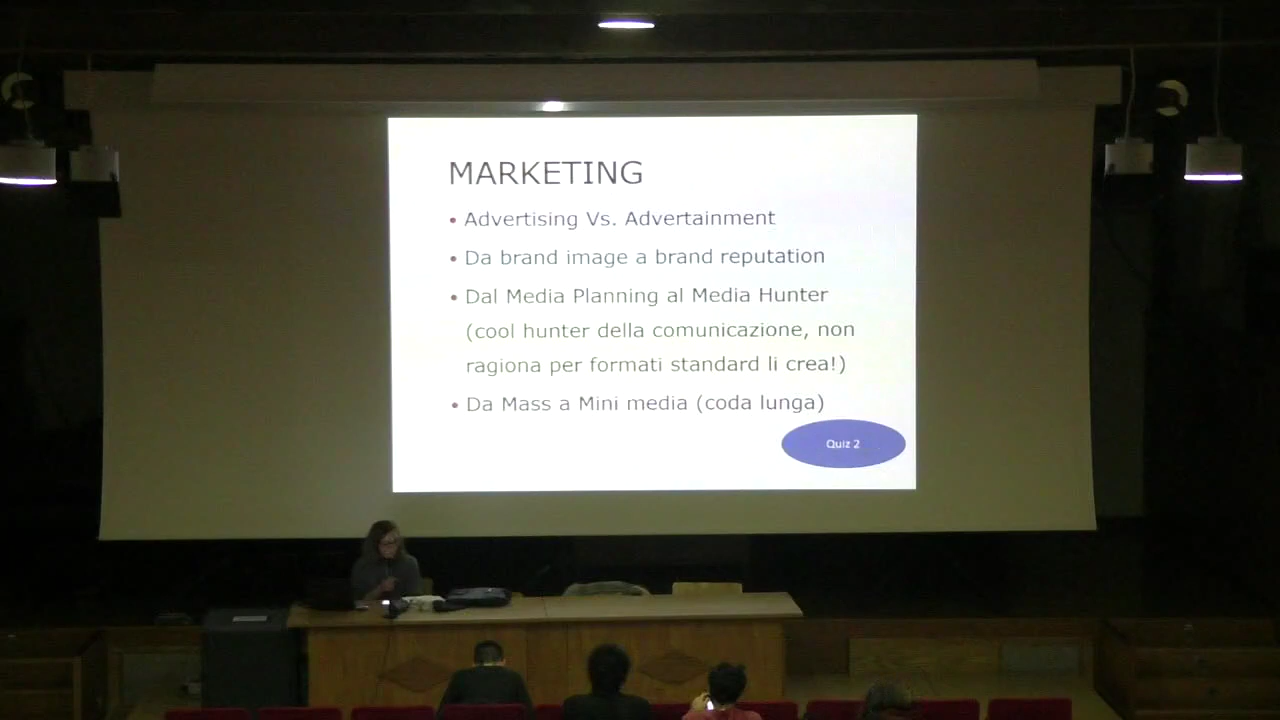 MARKETING
• Advertising Vs. Advertainment
• Da brand image a brand reputation
• Dal Media Planning al Media Hunter
(cool hunter della comunicazione, non
ragiona per formati standard li crea!)
• Da Mass a Mini media (coda lunga)
Quiz 2